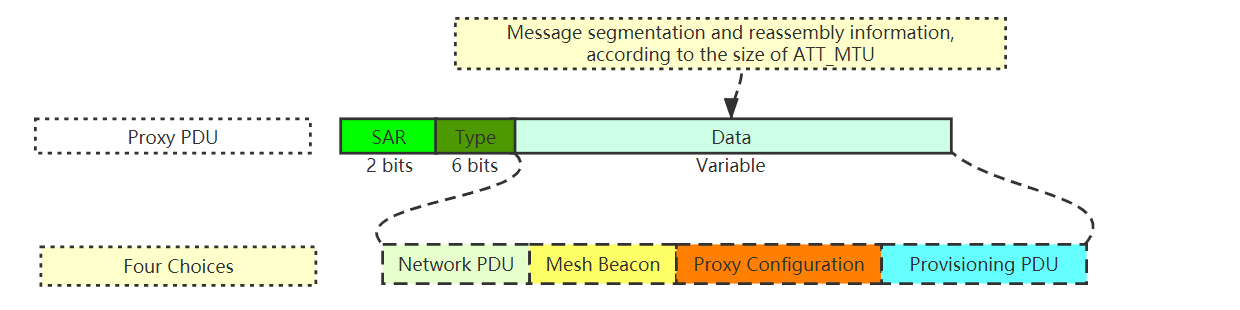 Message segmentation and reassembly information,
according to the size of ATT_MTU
Proxy PDU
SAR
Type
Data
2 bits
6 bits
Variable
Four Choices
Network PDU
Mesh Beacon
Proxy Configuration
Provisioning PDU